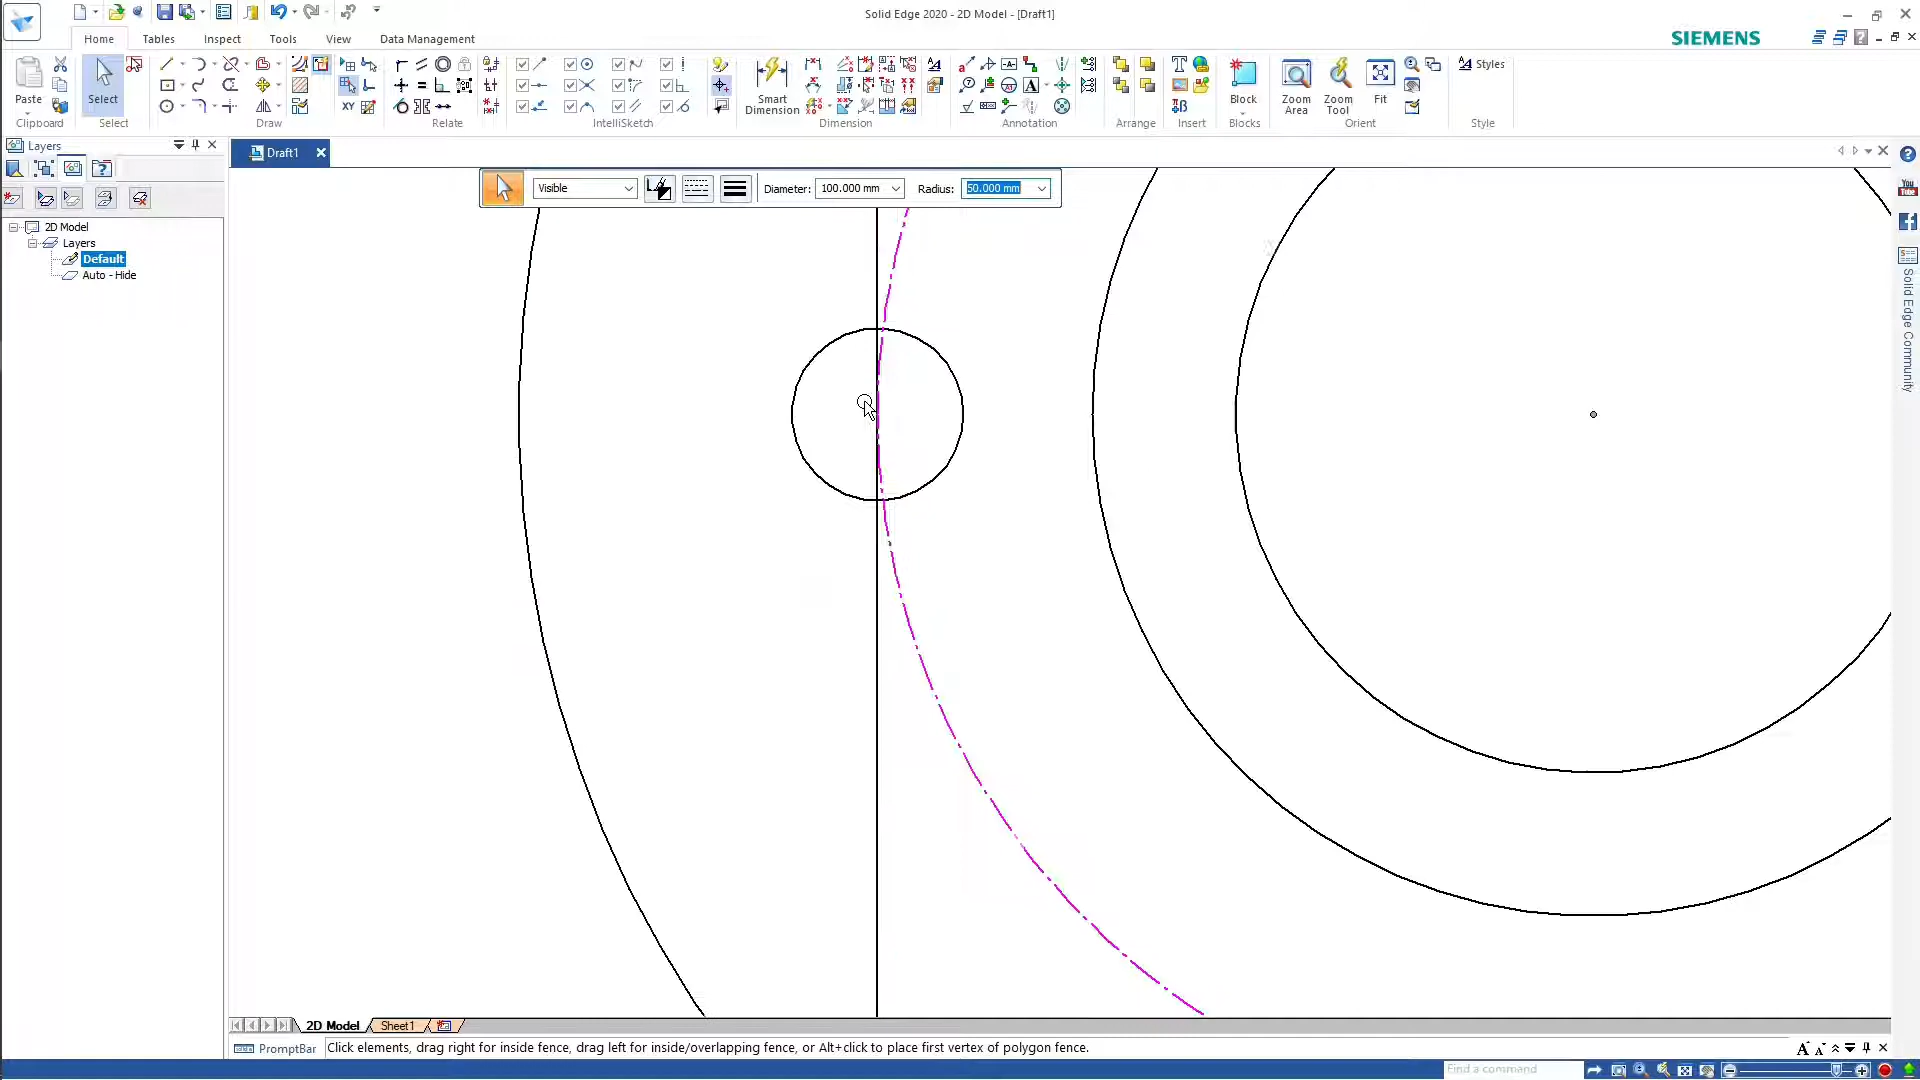 Solid Edge 2020 - 2D Model - [Draft1]
Home
Tables
Inspect
Tools
View
Data Management
SIEMENS
Paste
Clipboard
Select
Select
Draw
XY
Relate
IntelliSketch
Smart
Dimension
Dimension
A
Annotation
Arrange
Insert
Block
Blocks
Zoom
Area
Zoom
Tool
Fit
Orient
Styles
Style
Layers
Draft1
Visible
Diameter:
100.000 mm
Radius:
50.000 mm
2D Model
Layers
Default
Auto - Hide
You
Tube
Solid Edge Community
2D Model
Sheet1
PromptBar
Click elements, drag right for inside fence, drag left for inside/overlapping fence, or Alt+click to place first vertex of polygon fence.
Find a command